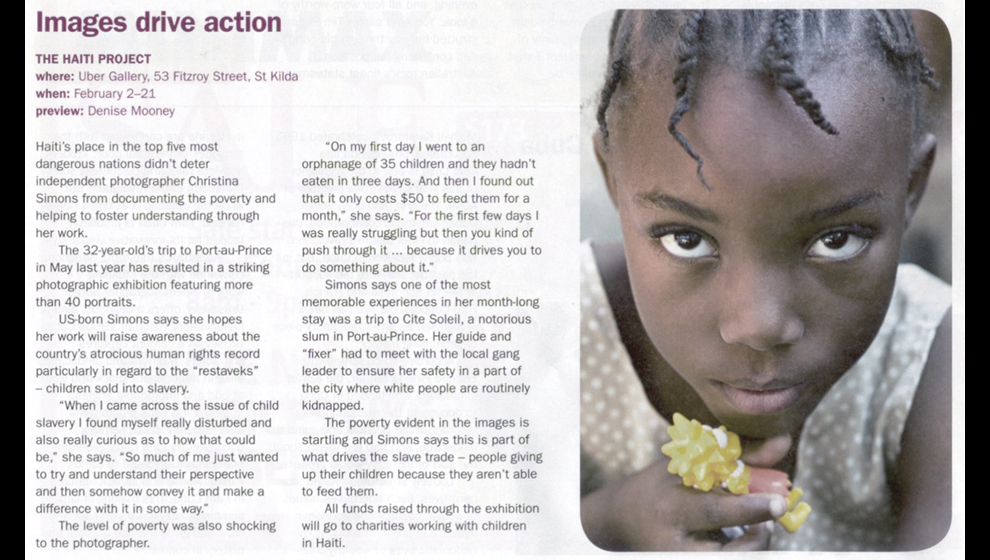 Images drive action
THE HAITI PROJECT
where: Uber Gallery, 53 Fitzroy Street, St Kilda
when: February 2–21
preview: Denise Mooney
Haiti's place in the top five most
dangerous nations didn't deter
independent photographer Christina
Simons from documenting the poverty and
helping to foster understanding through
her work.
The 32-year-old's trip to Port-au-Prince
in May last year has resulted in a striking
photographic exhibition featuring more
than 40 portraits.
US-born Simons says she hopes
her work will raise awareness about the
country's atrocious human rights record
particularly in regard to the “restaveks”
– children sold into slavery.
“When I came across the issue of child
slavery I found myself really disturbed and
also really curious as to how that could
be,” she says. “So much of me just wanted
to try and understand their perspective
and then somehow convey it and make a
difference with it in some way.”
The level of poverty was also shocking
to the photographer.
“On my first day I went to an
orphanage of 35 children and they hadn't
eaten in three days. And then I found out
that it only costs $50 to feed them for a
month,” she says. “For the first few days I
was really struggling but then you kind of
push through it ... because it drives you to
do something about it.”
Simons says one of the most
memorable experiences in her month-long
stay was a trip to Cite Soleil, a notorious
slum in Port-au-Prince. Her guide and
“fixer” had to meet with the local gang
leader to ensure her safety in a part of
the city where white people are routinely
kidnapped.
The poverty evident in the images is
startling and Simons says this is part of
what drives the slave trade – people giving
up their children because they aren't able
to feed them.
All funds raised through the exhibition
will go to charities working with children
in Haiti.